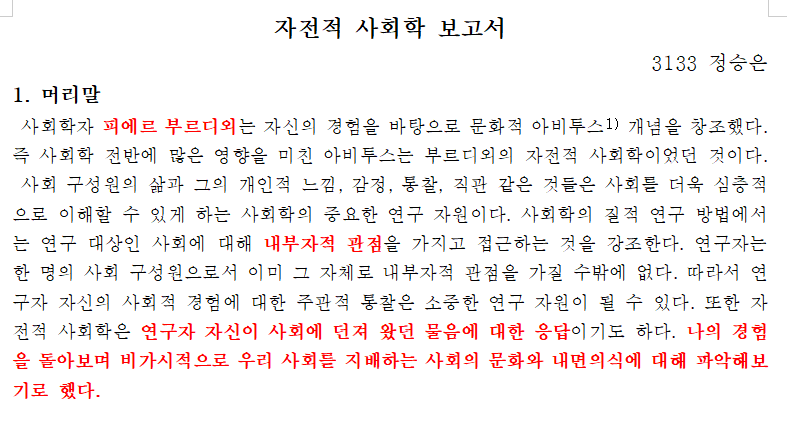 자전적 사회학 보고서
3133 정승은
1. 머리말
사회학자 피에르 부르디외는 자신의 경험을 바탕으로 문화적 아비투스1) 개념을 창조했다.
즉 사회학 전반에 많은 영향을 미친 아비투스는 부르디외의 자전적 사회학이었던 것이다.
사회 구성원의 삶과 그의 개인적 느낌, 감정, 통찰, 직관 같은 것들은 사회를 더욱 심층적
으로 이해할 수 있게 하는 사회학의 중요한 연구 자원이다. 사회학의 질적 연구 방법에서
는 연구 대상인 사회에 대해 내부자적 관점을 가지고 접근하는 것을 강조한다. 연구자는
한 명의 사회 구성원으로서 이미 그 자체로 내부자적 관점을 가질 수밖에 없다. 따라서 연
구자 자신의 사회적 경험에 대한 주관적 통찰은 소중한 연구 자원이 될 수 있다. 또한 자
전적 사회학은 연구자 자신이 사회에 던져 왔던 물음에 대한 응답이기도 하다. 나의 경험
을 돌아보며 비가시적으로 우리 사회를 지배하는 사회의 문화와 내면의식에 대해 파악해보
기로 했다.